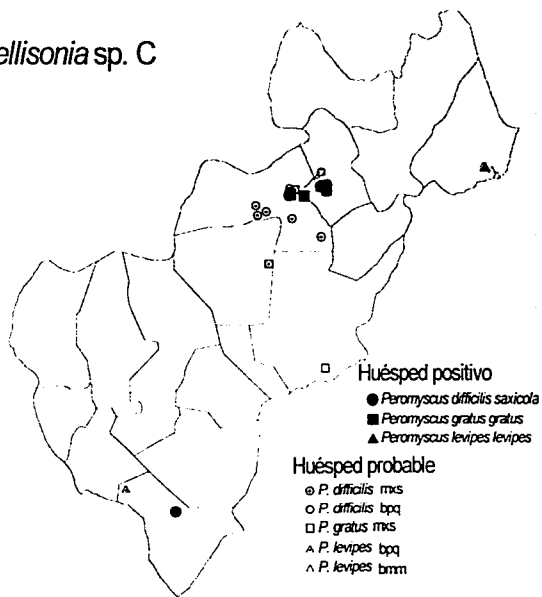 ellisonia sp. C
Huésped positivo
Peromyscus difficilis saxicola
Peromyscus gratus gratus
Peromyscus levipes levipes
Huésped probable
P. difficilis mxs
P. difficilis bpq
P. gratus mxs
P. levipes bpq
P. levipes bmm